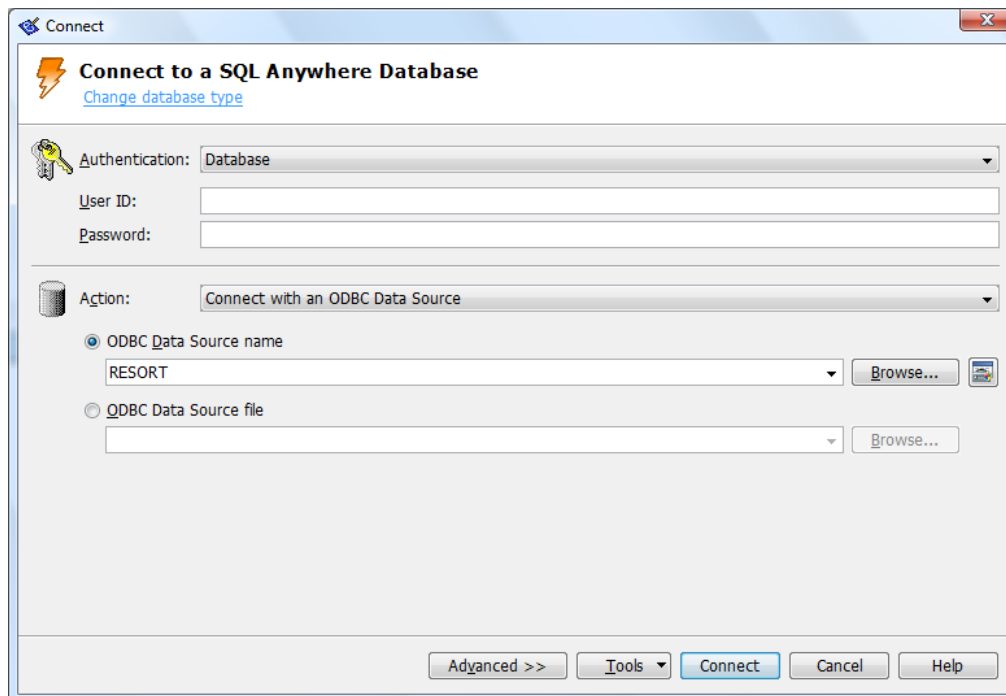 Connect
Connect to a SQL Anywhere Database
Change database type
Authentication: Database
User ID:
Password:
Action: Connect with an ODBC Data Source
ODBC Data Source name
RESORT Browse...
ODBC Data Source file
Browse...
Advanced >> Tools Connect Cancel Help